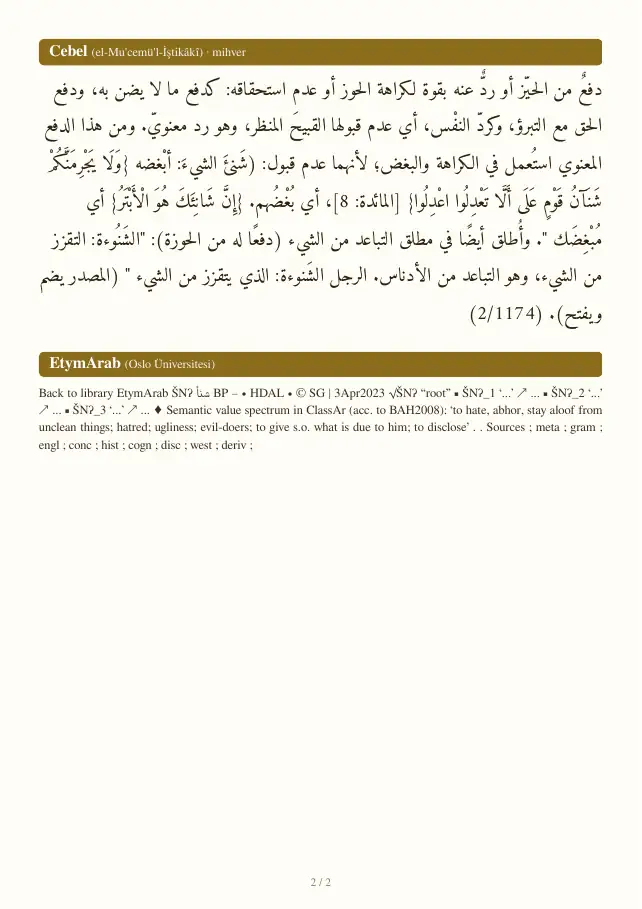 Cebel (el-Mu'cemü'l-İştikâkî) · mihver
دفعٌ من الحيّز أو ردٌّ عنه بقوة لكراهة الحوز أو عدم استحقاقه: كدفع ما لا يضن به، ودفع
الحق مع التبرؤ، وكردّ النفْس، أي عدم قبولها القبيحَ المنظر، وهو رد معنويّ. ومن هذا الدفع
المعنوي استُعمل في الكراهة والبغض؛ لأنهما عدم قبول: (شَنِئَ الشيءَ: أبْغضه {وَلَا يَجْرِمَنَّكُمْ
شَنَآنُ قَوْمٍ عَلَى أَلَّا تَعْدِلُوا اعْدِلُوا} [المائدة: 8]، أي بُغْضُهم. {إِنَّ شَانِئَكَ هُوَ الْأَبْتَرُ} أي
مُبْغِضَك ". وأُطلق أيضًا في مطلق التباعد من الشيء (دفعًا له من الحوزة): "الشَنُوءة: التقزز
من الشيء، وهو التباعد من الأدناس. الرجل الشَنوءة: الذي يتقزز من الشيء " (المصدر يضم
ويفتح). (2/1174)
EtymArab (Oslo Üniversitesi)
Back to library EtymArab ŠNʔ شنأ BP – • HDAL • © SG | 3Apr2023 √ŠNʔ “root” ▪ ŠNʔ_1 ‘...’ ↗ ... ▪ ŠNʔ_2 ‘...’
↗ ... ▪ ŠNʔ_3 ‘...’ ↗ ... ♦ Semantic value spectrum in ClassAr (acc. to BAH2008): ‘to hate, abhor, stay aloof from
unclean things; hatred; ugliness; evil-doers; to give s.o. what is due to him; to disclose’ . . Sources ; meta ; gram ;
engl ; conc ; hist ; cogn ; disc ; west ; deriv ;
2 / 2